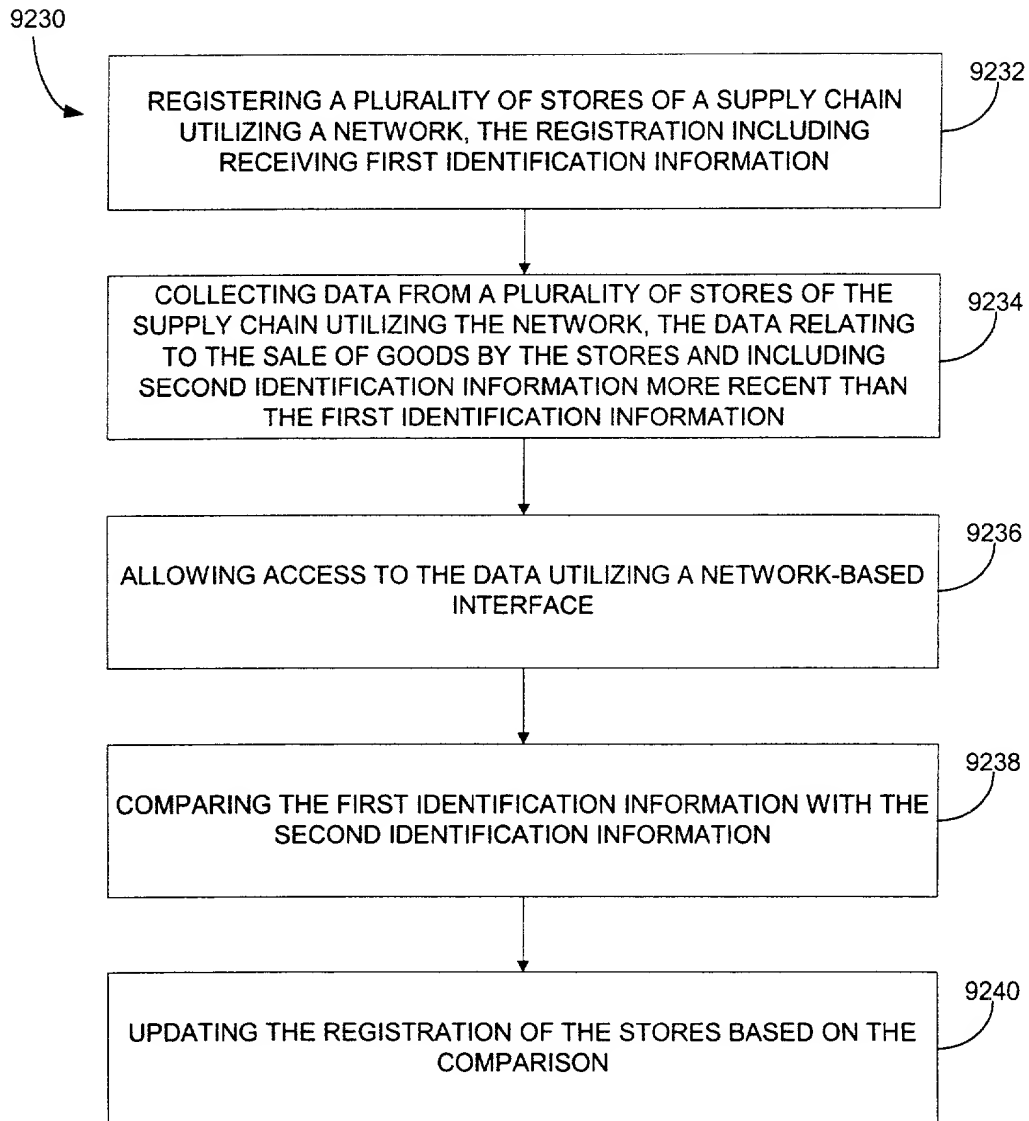 9230
9232
REGISTERING A PLURALITY OF STORES OF A SUPPLY CHAIN
UTILIZING A NETWORK, THE REGISTRATION INCLUDING
RECEIVING FIRST IDENTIFICATION INFORMATION
9234
COLLECTING DATA FROM A PLURALITY OF STORES OF THE
SUPPLY CHAIN UTILIZING THE NETWORK, THE DATA RELATING
TO THE SALE OF GOODS BY THE STORES AND INCLUDING
SECOND IDENTIFICATION INFORMATION MORE RECENT THAN
THE FIRST IDENTIFICATION INFORMATION
9236
ALLOWING ACCESS TO THE DATA UTILIZING A NETWORK-BASED
INTERFACE
9238
COMPARING THE FIRST IDENTIFICATION INFORMATION WITH THE
SECOND IDENTIFICATION INFORMATION
9240
UPDATING THE REGISTRATION OF THE STORES BASED ON THE
COMPARISON